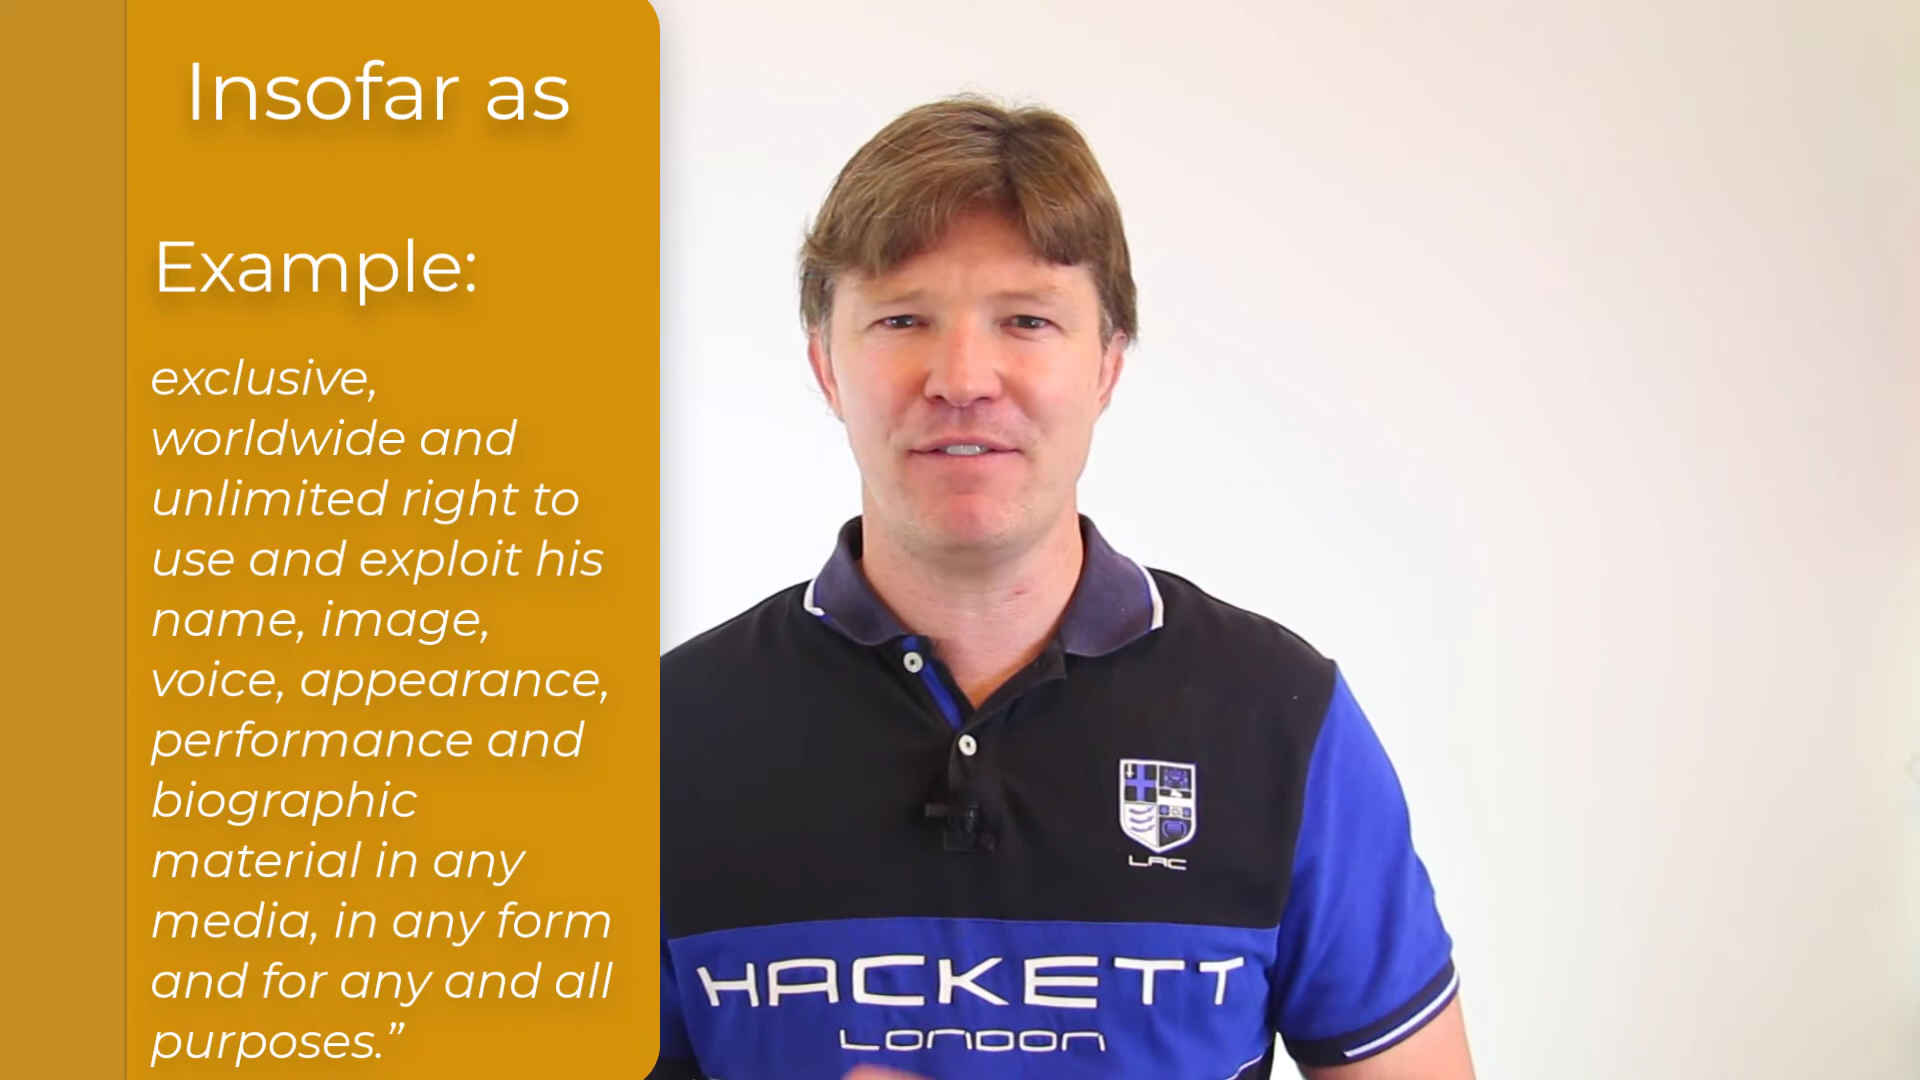 Insofar as
Example:
exclusive,
worldwide and
unlimited right to
use and exploit his
name, image,
voice, appearance,
performance and
biographic
material in any
media, in any form
and for any and all
purposes.”
LAC
HACKETT
LONDON